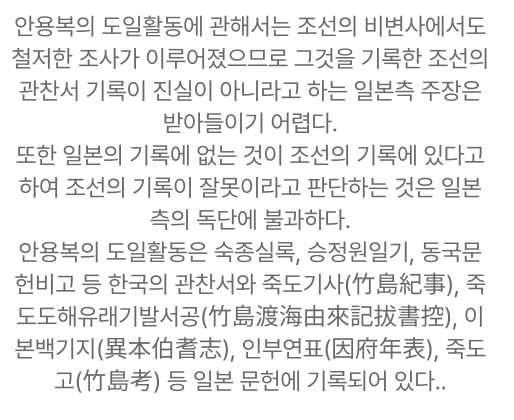 안용복의 도일활동에 관해서는 조선의 비변사에서도
철저한 조사가 이루어졌으므로 그것을 기록한 조선의
관찬서 기록이 진실이 아니라고 하는 일본측 주장은
받아들이기 어렵다.
또한 일본의 기록에 없는 것이 조선의 기록에 있다고
하여 조선의 기록이 잘못이라고 판단하는 것은 일본
측의 독단에 불과하다.
안용복의 도일활동은 숙종실록, 승정원일기, 동국문
헌비고 등 한국의 관찬서와 죽도기사(竹島紀事), 죽
도도해유래기발서공(竹島渡海由來記拔書控), 이
본백기지(異本伯耆志), 인부연표(因府年表), 죽도
고(竹島考) 등 일본 문헌에 기록되어 있다..